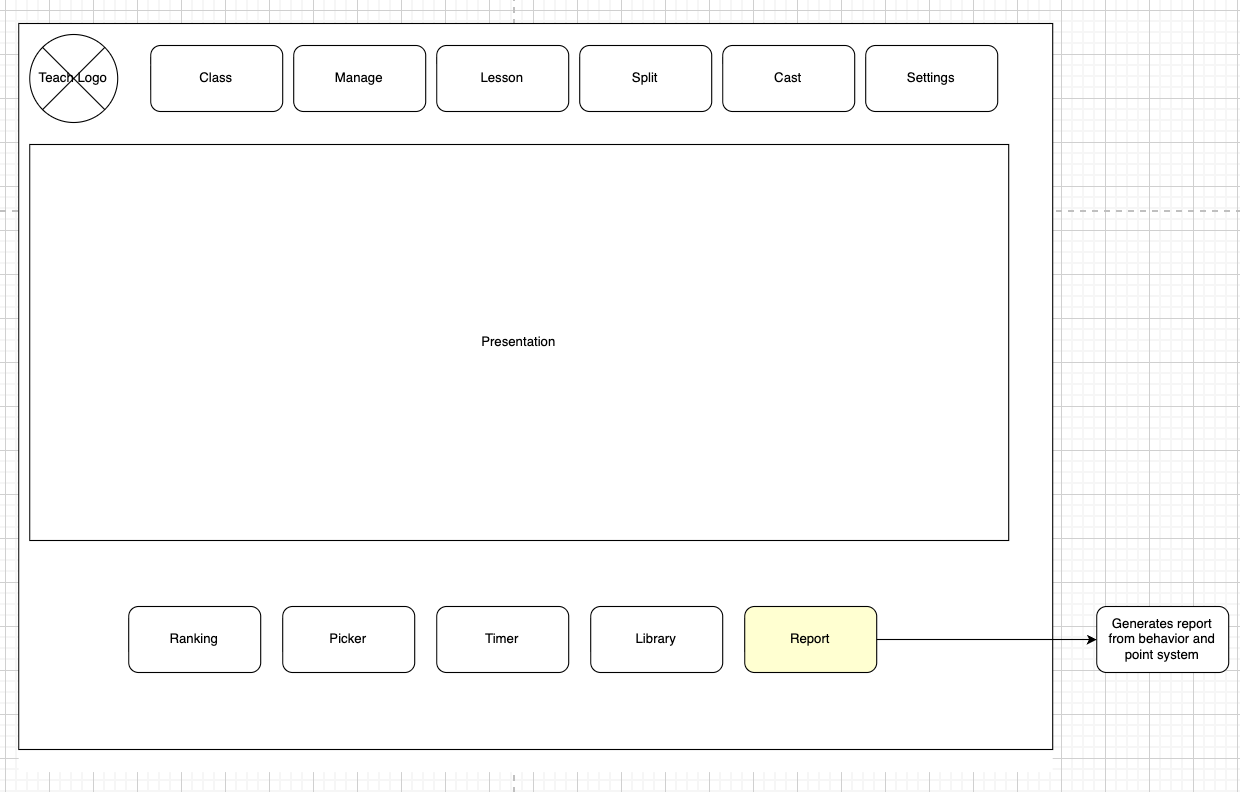 Teach Logo
Class
Manage
Lesson
Split
Cast
Settings
Presentation
Ranking
Picker
Timer
Library
Report
Generates report
from behavior and
point system